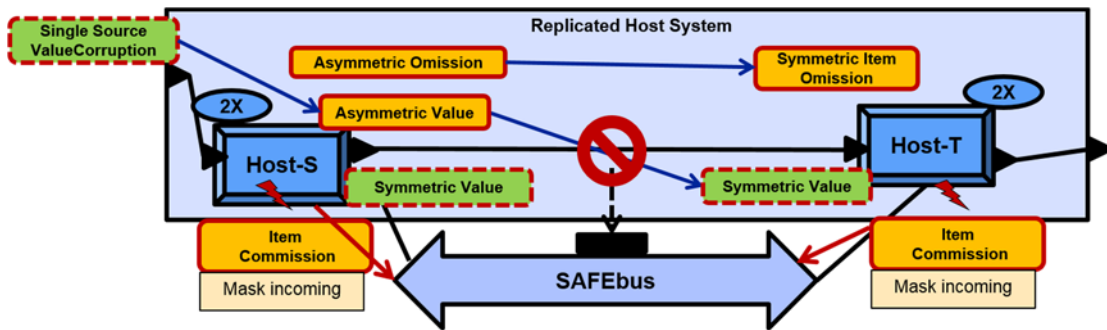 Single Source
ValueCorruption
Replicated Host System
Asymmetric Omission
Symmetric Item
Omission
2X
Asymmetric Value
2X
Host-S
Host-T
Symmetric Value
Symmetric Value
Item
Commission
Mask incoming
SAFEbus
Item
Commission
Mask incoming